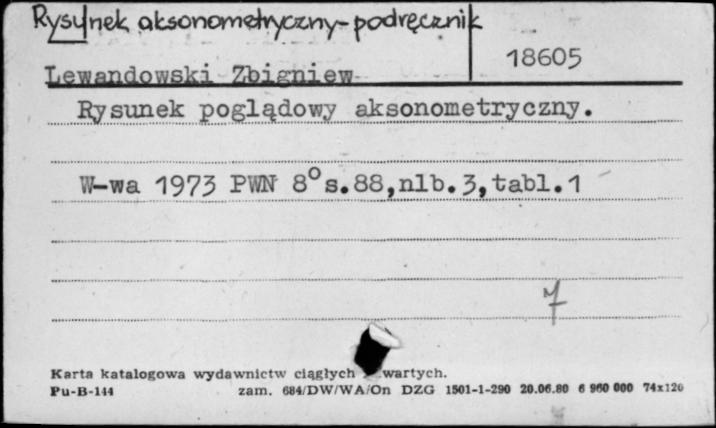 Rysunek aksonometryczny-podręcznik
18605
Lewandowski Zbigniew
Rysunek poglądowy aksonometryczny.
W-wa 1973 PWN 8° s.88,nlb.3,tabl.1
7
Karta katalogowa wydawnictw ciągłych wartych.
Pu-B-144 zam. 684/DW/WA/On DZG 1501-1-290 20.06.80 6 960 000 74x120